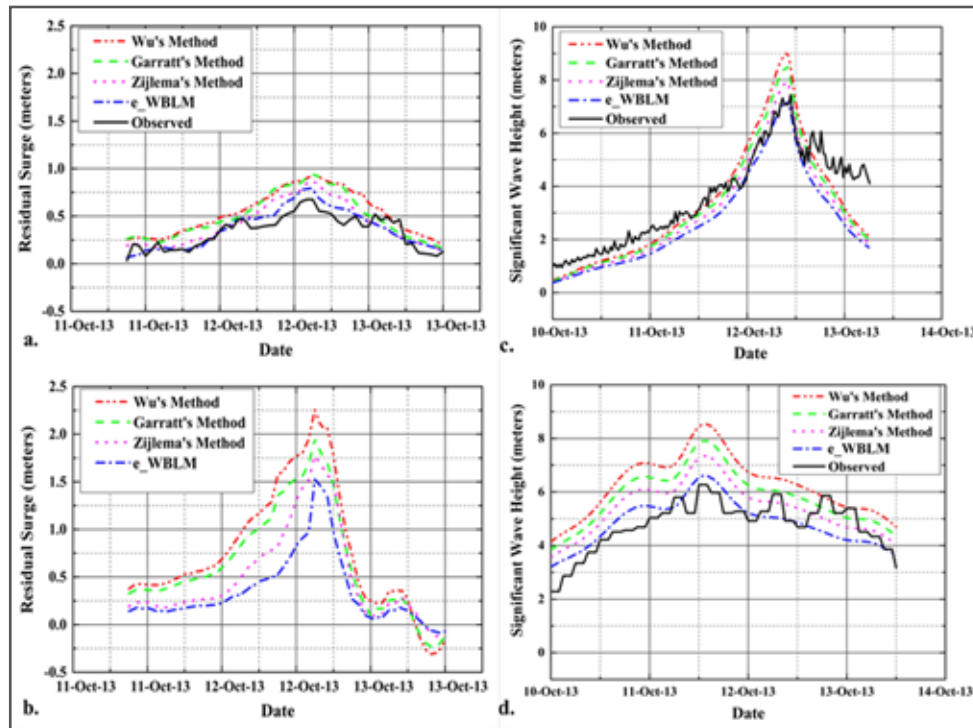 2.5
2.0
1.5
1.0
0.5
0.0
-0.5
Residual Surge (meters)
Wu's Method
Garratt's Method
Zijlema's Method
e_WBLM
Observed
11-Oct-13 11-Oct-13 12-Oct-13 12-Oct-13 13-Oct-13 13-Oct-13
a.
Date
10
8
6
4
2
0
Significant Wave Height (meters)
Wu's Method
Garratt's Method
Zijlema's Method
e_WBLM
Observed
10-Oct-13 11-Oct-13 12-Oct-13 13-Oct-13 14-Oct-13
c.
Date
2.5
2.0
1.5
1.0
0.5
0.0
-0.5
Residual Surge (meters)
Wu's Method
Garratt's Method
Zijlema's Method
e_WBLM
11-Oct-13 11-Oct-13 12-Oct-13 12-Oct-13 13-Oct-13 13-Oct-13
b.
Date
10
8
6
4
2
0
Significant Wave Height (meters)
Wu's Method
Garratt's Method
Zijlema's Method
e_WBLM
Observed
10-Oct-13 11-Oct-13 12-Oct-13 13-Oct-13 14-Oct-13
d.
Date